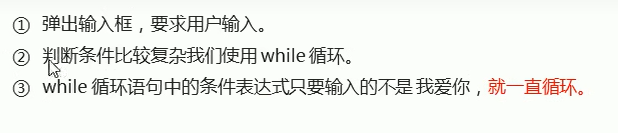 ① 弹出输入框，要求用户输入。
② 判断条件比较复杂我们使用 while 循环。
③ while 循环语句中的条件表达式只要输入的不是 我爱你，就一直循环。